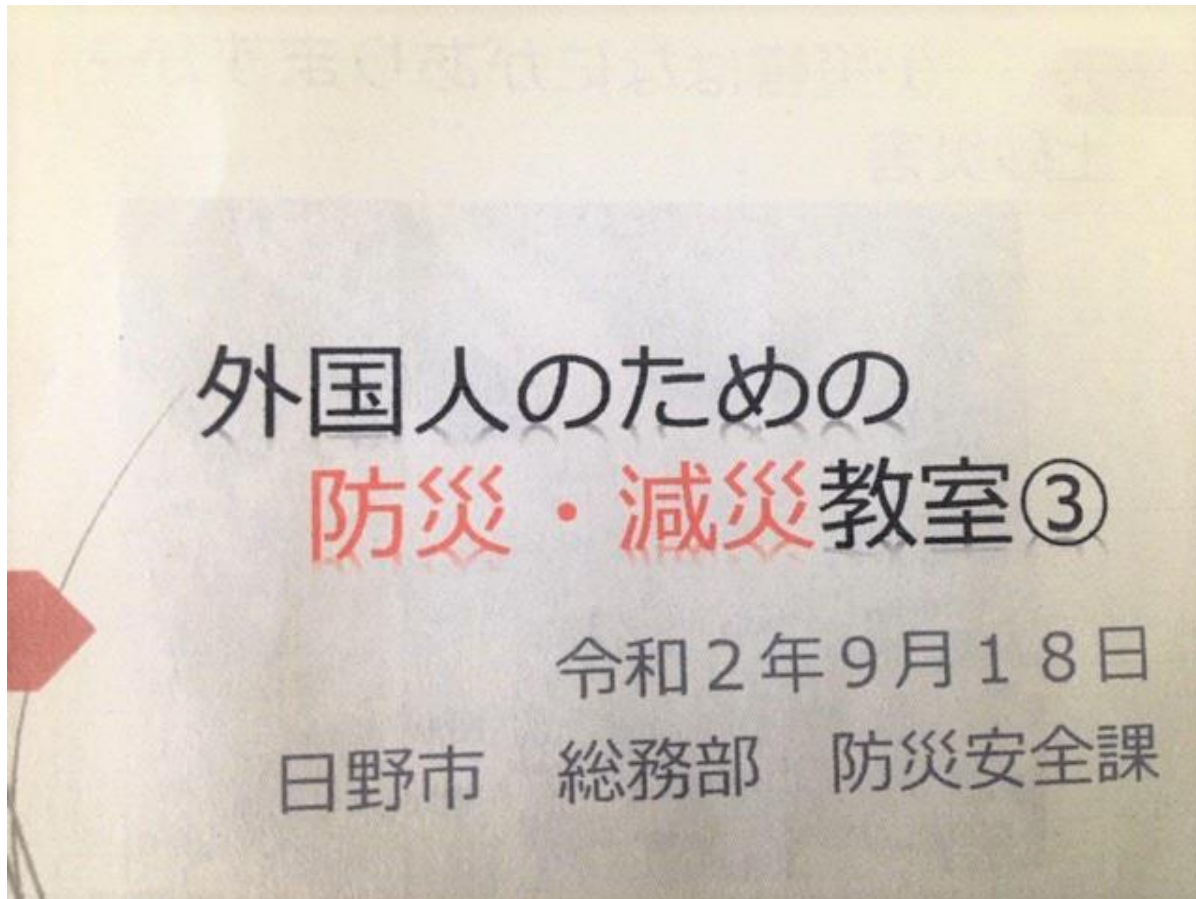 外国人のための
防災・減災教室③
令和２年９月１８日
日野市　総務部　防災安全課